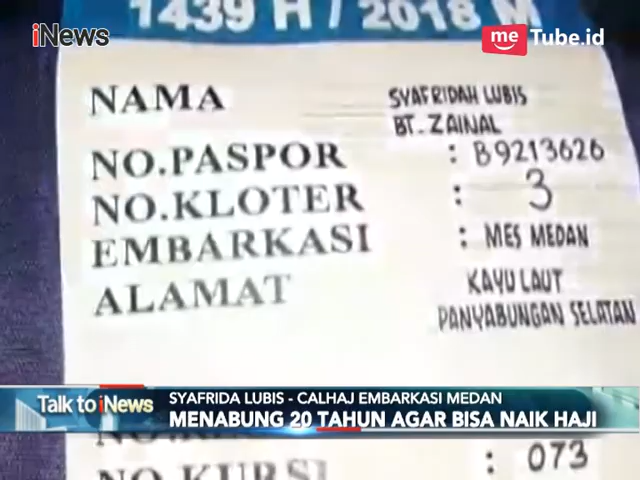 1439 H / 2018 M
iNews
me Tube.id
NAMA SYAFRIDAH LUBIS
BT. ZAINAL
NO.PASPOR : B9213626
NO.KLOTER : 3
EMBARKASI : MES MEDAN
ALAMAT KAYU LAUT
PANYABUNGAN SELATAN
Talk to iNews
SYAFRIDA LUBIS - CALHAJ EMBARKASI MEDAN
MENABUNG 20 TAHUN AGAR BISA NAIK HAJI
NO.KURSI : 073